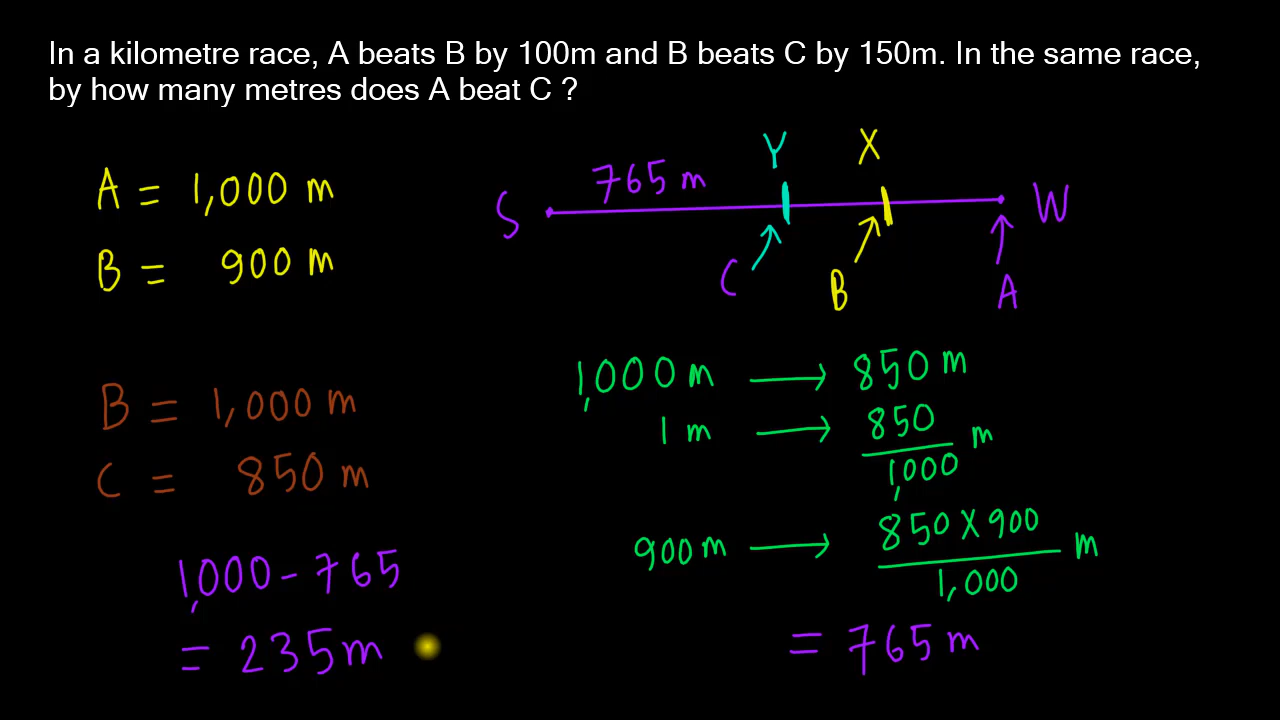 In a kilometre race, A beats B by 100m and B beats C by 150m. In the same race,
by how many metres does A beat C ?
A = 1,000 m
B = 900 m
B = 1,000 m
C = 850 m
1,000 - 765
= 235 m
Y X
S 765 m W
C B A
1,000 m → 850 m
1 m → 850/1,000 m
900 m → 850 X 900/1,000 m
= 765 m